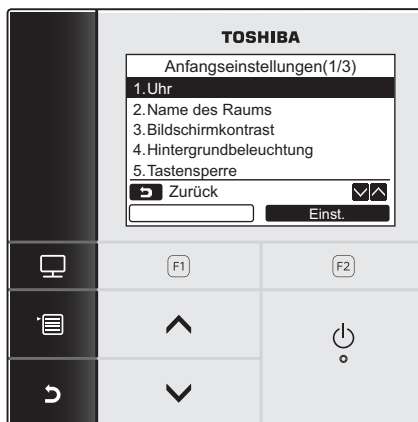 TOSHIBA
Anfangseinstellungen(1/3)
1.Uhr
2.Name des Raums
3.Bildschirmkontrast
4.Hintergrundbeleuchtung
5.Tastensperre
Zurück
Einst.
F1
F2